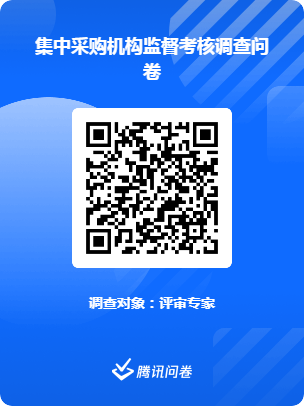 集中采购机构监督考核调查问
卷
调查对象：评审专家
腾讯问卷